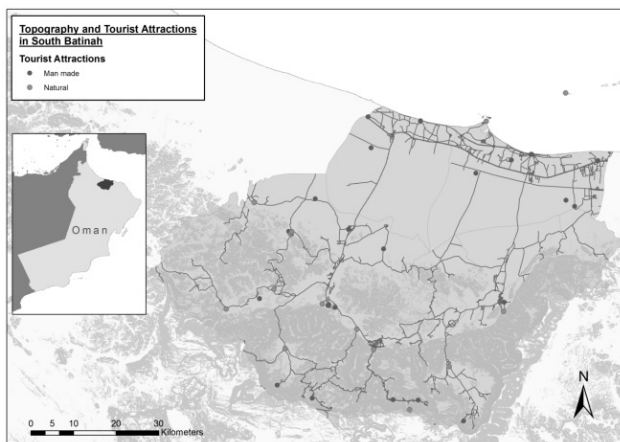 Topography and Tourist Attractions
in South Batinah
Tourist Attractions
Man made
Natural
Oman
N
0 5 10 20 30
Kilometers